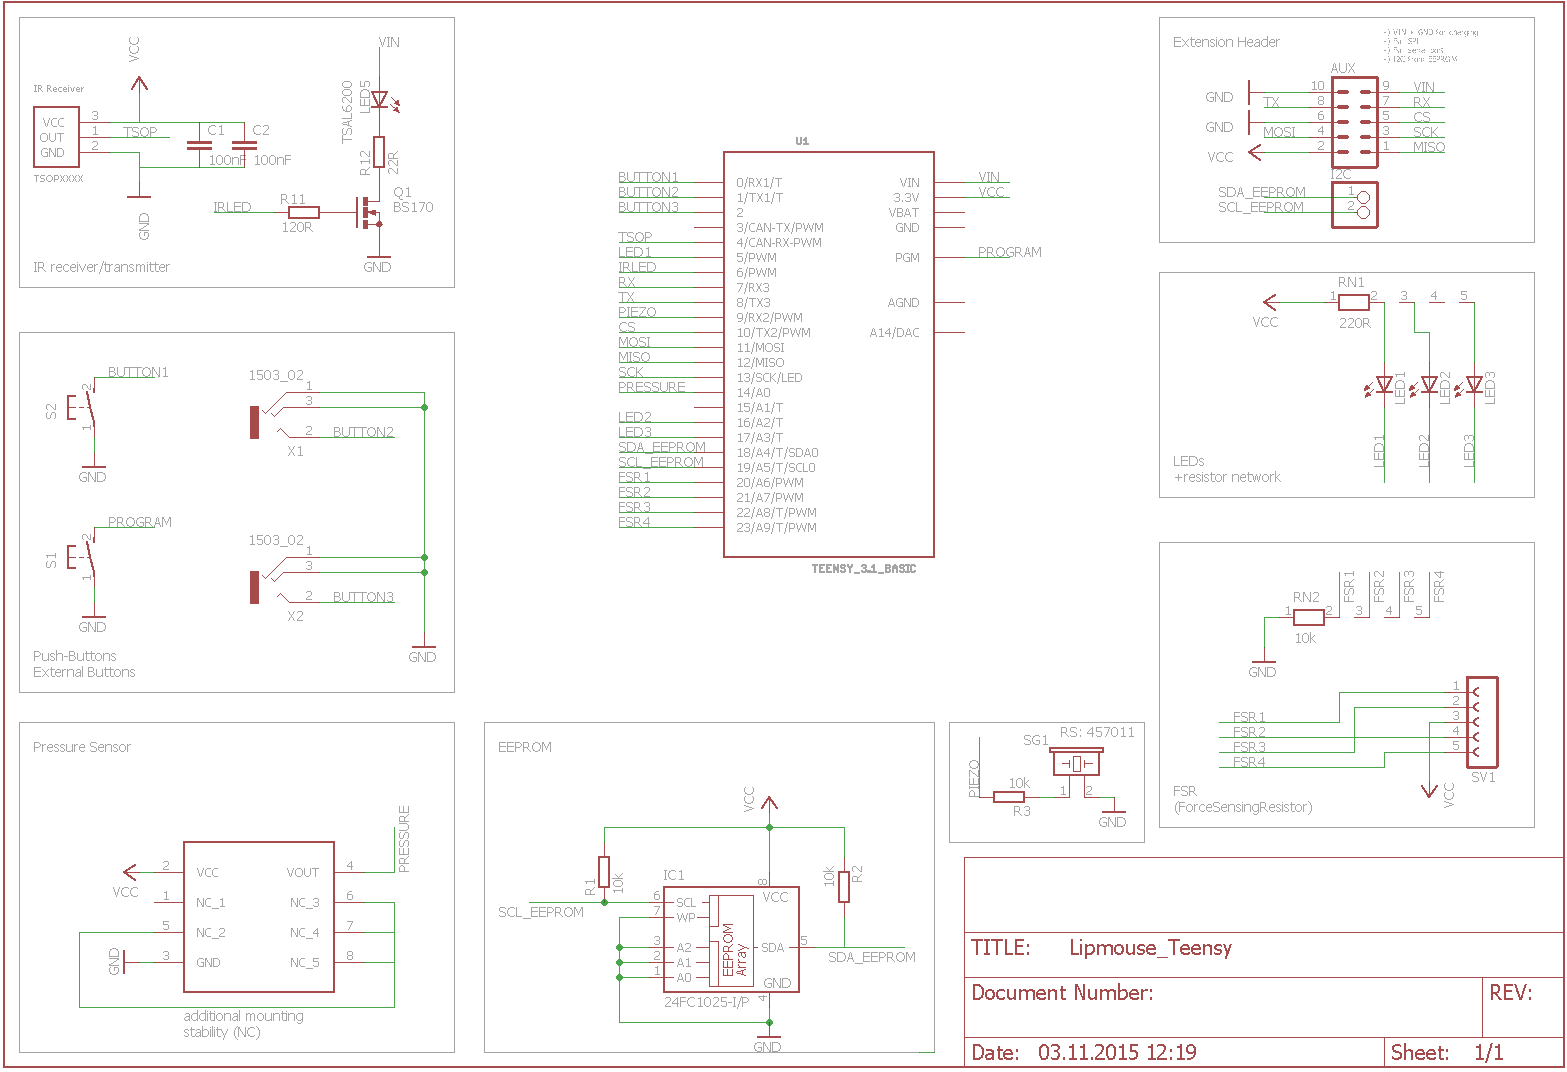 VIN
VCC
IR Receiver
VCC
OUT
GND
3
1
2
TSOP
TSOPXXXX
C1
100nF
C2
100nF
GND
TSAL6200
LED5
R12
22R
IRLED
R11
120R
Q1
BS170
GND
IR receiver/transmitter
S2
2
1
BUTTON1
GND
1503_02
1
3
2
BUTTON2
X1
S1
2
1
PROGRAM
GND
1503_02
1
3
2
BUTTON3
X2
GND
Push-Buttons
External Buttons
U1
BUTTON1
BUTTON2
BUTTON3
TSOP
LED1
IRLED
RX
TX
PIEZO
CS
MOSI
MISO
SCK
PRESSURE
LED2
LED3
SDA_EEPROM
SCL_EEPROM
FSR1
FSR2
FSR3
FSR4
0/RX1/T
1/TX1/T
2
3/CAN-TX/PWM
4/CAN-RX-PWM
5/PWM
6/PWM
7/RX3
8/TX3
9/RX2/PWM
10/TX2/PWM
11/MOSI
12/MISO
13/SCK/LED
14/A0
15/A1/T
16/A2/T
17/A3/T
18/A4/T/SDA0
19/A5/T/SCL0
20/A6/PWM
21/A7/PWM
22/A8/T/PWM
23/A9/T/PWM
VIN
3.3V
VBAT
GND
PGM
AGND
A14/DAC
VIN
VCC
PROGRAM
TEENSY_3.1_BASIC
Extension Header
-) VIN + GND for charging
-) For SPI
-) For serial port
-) I2C from EEPROM
AUX
GND
TX
GND
MOSI
VCC
10
8
6
4
2
9
7
5
3
1
VIN
RX
CS
SCK
MISO
I2C
SDA_EEPROM
SCL_EEPROM
1
2
RN1
1
2
3
4
5
VCC
220R
LED1
LED2
LED3
LED1
LED2
LED3
LEDs
+resistor network
FSR1
FSR2
FSR3
FSR4
RN2
1
2
3
4
5
10k
GND
FSR1
FSR2
FSR3
FSR4
1
2
3
4
5
SV1
VCC
FSR
(ForceSensingResistor)
Pressure Sensor
PRESSURE
VCC
GND
2
1
5
3
VCC
NC_1
NC_2
GND
VOUT
NC_3
NC_4
NC_5
4
6
7
8
additional mounting
stability (NC)
EEPROM
VCC
R1
10k
10k
R2
IC1
SCL_EEPROM
6
7
3
2
1
SCL
WP
A2
A1
A0
8
VCC
EEPROM
Array
SDA
5
SDA_EEPROM
GND
4
24FC1025-I/P
GND
PIEZO
SG1
RS: 457011
10k
R3
1
2
GND
TITLE: Lipmouse_Teensy
Document Number:
REV:
Date: 03.11.2015 12:19
Sheet: 1/1